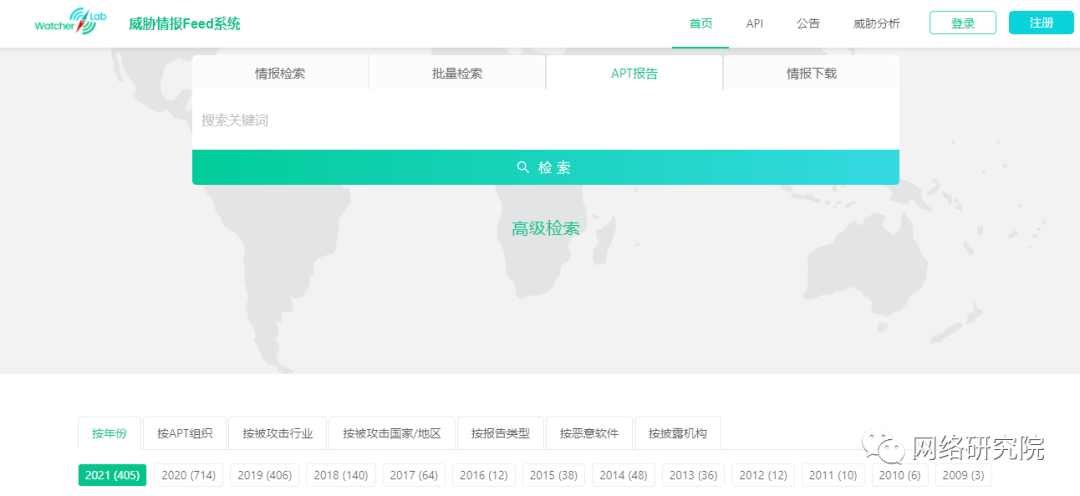 Watcher Lab 威胁情报Feed系统 首页 API 公告 威胁分析 登录 注册
情报检索 批量检索 APT报告 情报下载
搜索关键词
检 索
高级检索
按年份 按APT组织 按被攻击行业 按被攻击国家/地区 按报告类型 按恶意软件 按披露机构
网络研究院
2021 (405) 2020 (714) 2019 (406) 2018 (140) 2017 (64) 2016 (12) 2015 (38) 2014 (48) 2013 (36) 2012 (12) 2011 (10) 2010 (6) 2009 (3)